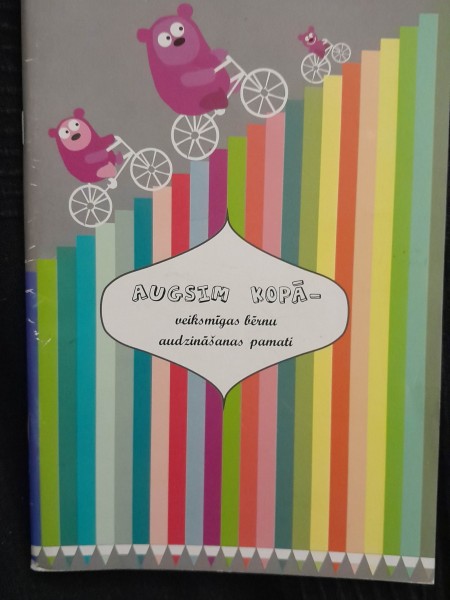 AUGSIM KOPĀ-
veiksmīgas bērnu
audzināšanas pamati